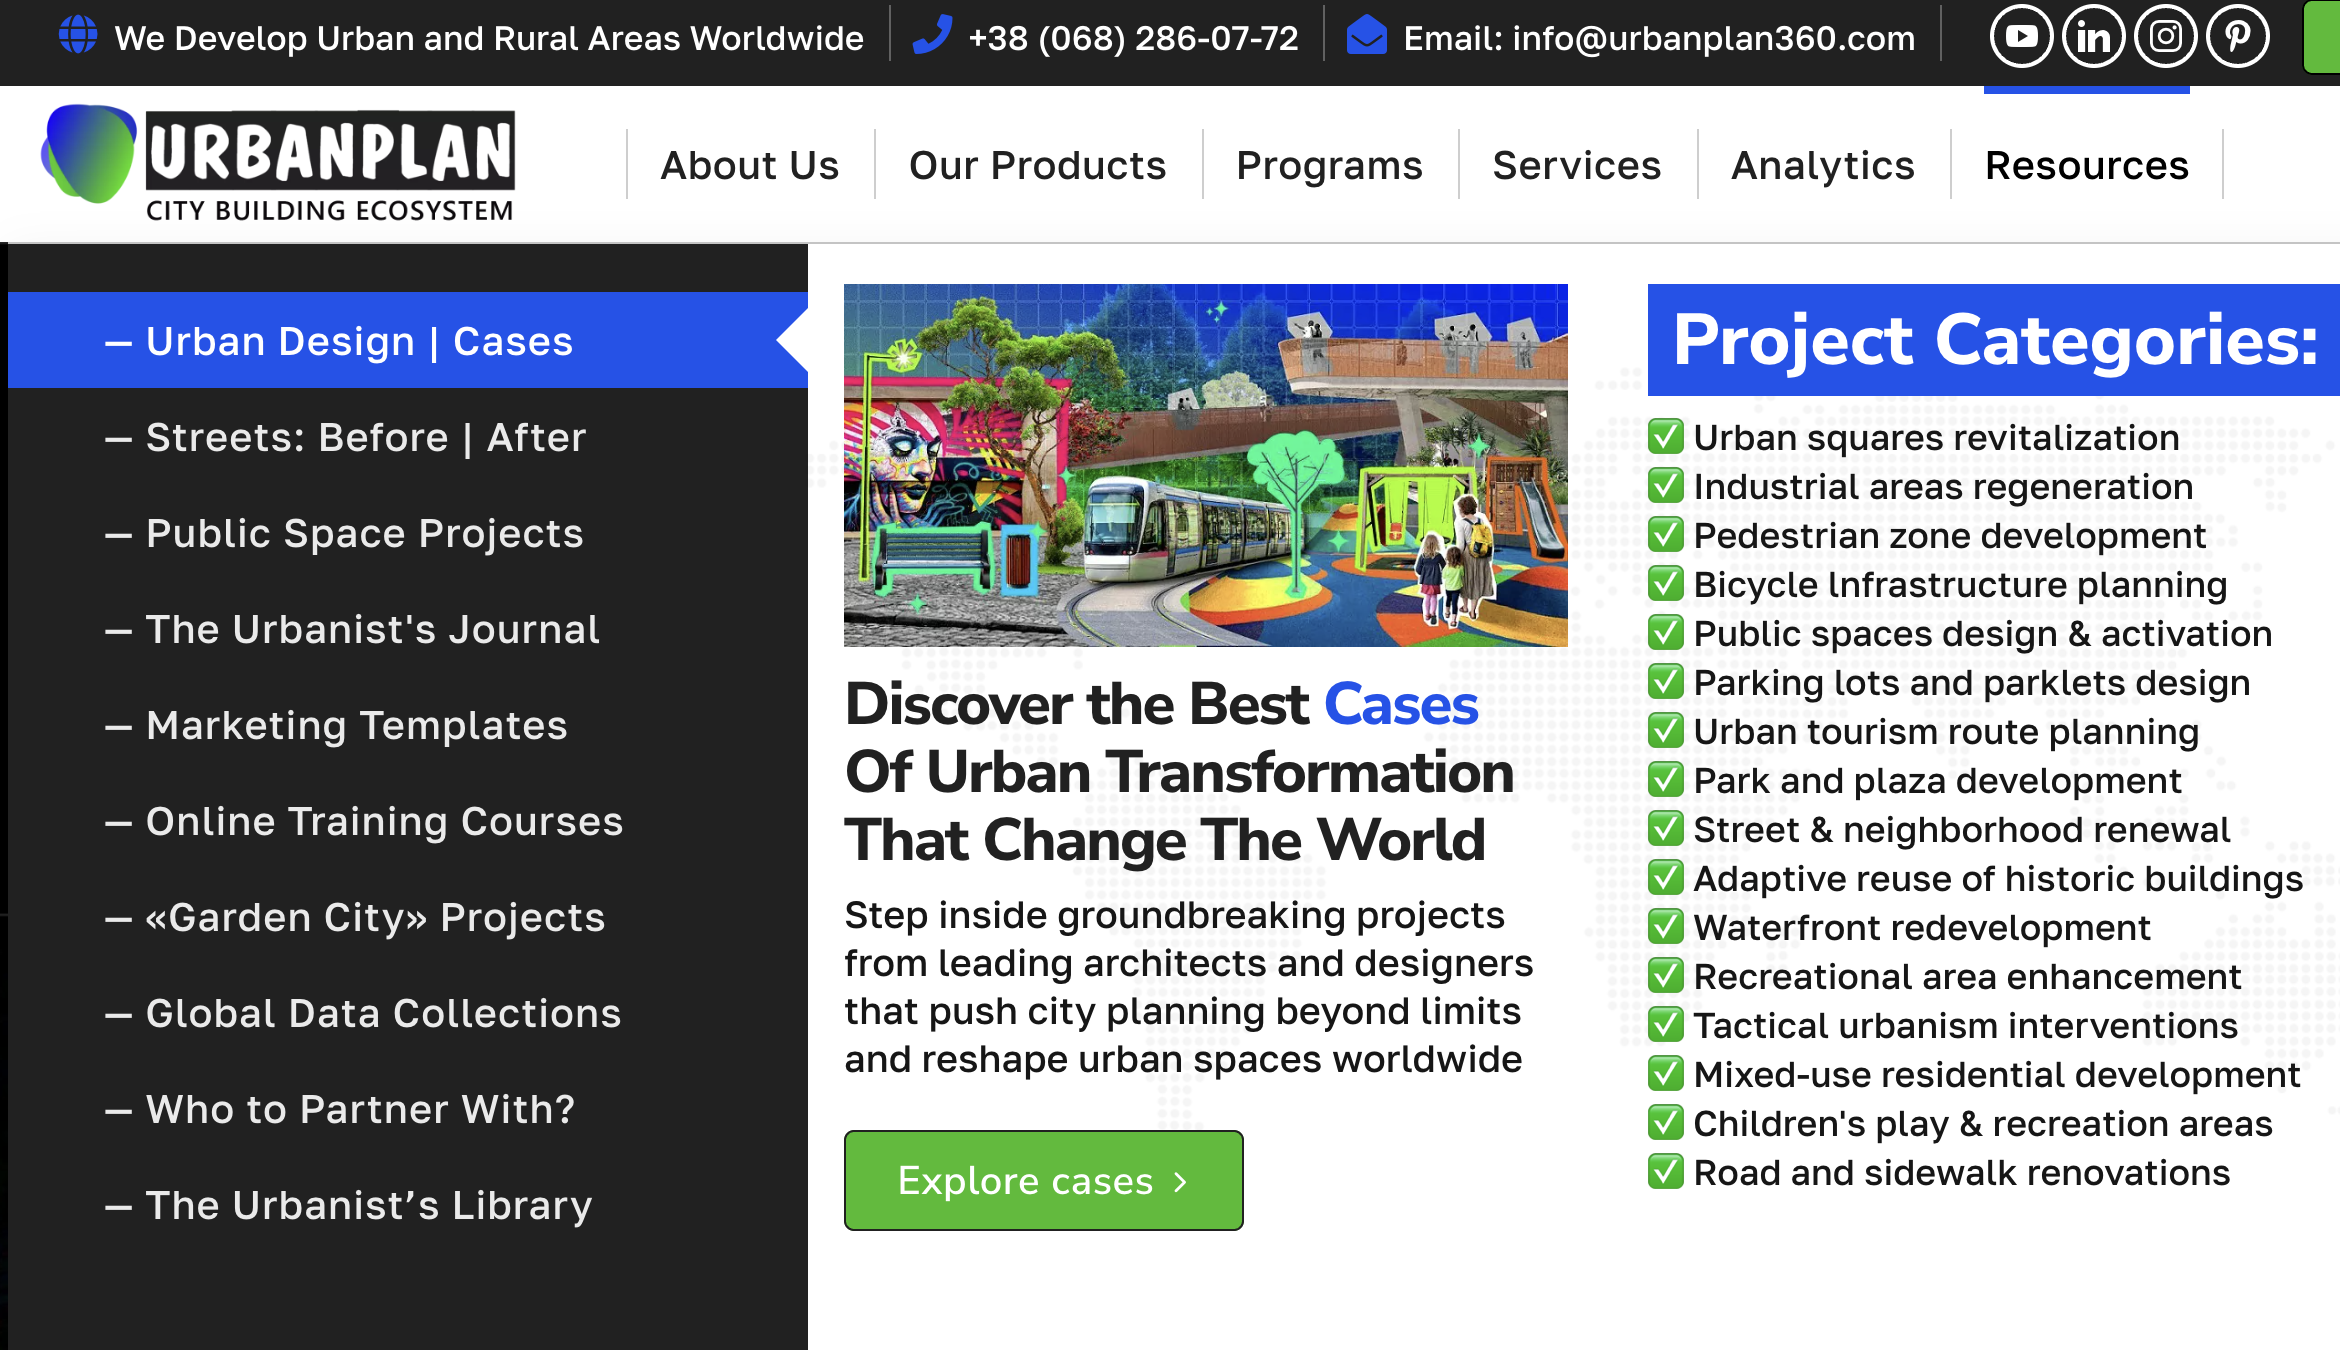 We Develop Urban and Rural Areas Worldwide
+38 (068) 286-07-72
Email: info@urbanplan360.com
URBANPLAN
CITY BUILDING ECOSYSTEM
About Us
Our Products
Programs
Services
Analytics
Resources
— Urban Design | Cases
— Streets: Before | After
— Public Space Projects
— The Urbanist's Journal
— Marketing Templates
— Online Training Courses
— «Garden City» Projects
— Global Data Collections
— Who to Partner With?
— The Urbanist’s Library
Discover the Best Cases
Of Urban Transformation
That Change The World
Step inside groundbreaking projects
from leading architects and designers
that push city planning beyond limits
and reshape urban spaces worldwide
Explore cases >
Project Categories:
✅ Urban squares revitalization
✅ Industrial areas regeneration
✅ Pedestrian zone development
✅ Bicycle lnfrastructure planning
✅ Public spaces design & activation
✅ Parking lots and parklets design
✅ Urban tourism route planning
✅ Park and plaza development
✅ Street & neighborhood renewal
✅ Adaptive reuse of historic buildings
✅ Waterfront redevelopment
✅ Recreational area enhancement
✅ Tactical urbanism interventions
✅ Mixed-use residential development
✅ Children's play & recreation areas
✅ Road and sidewalk renovations